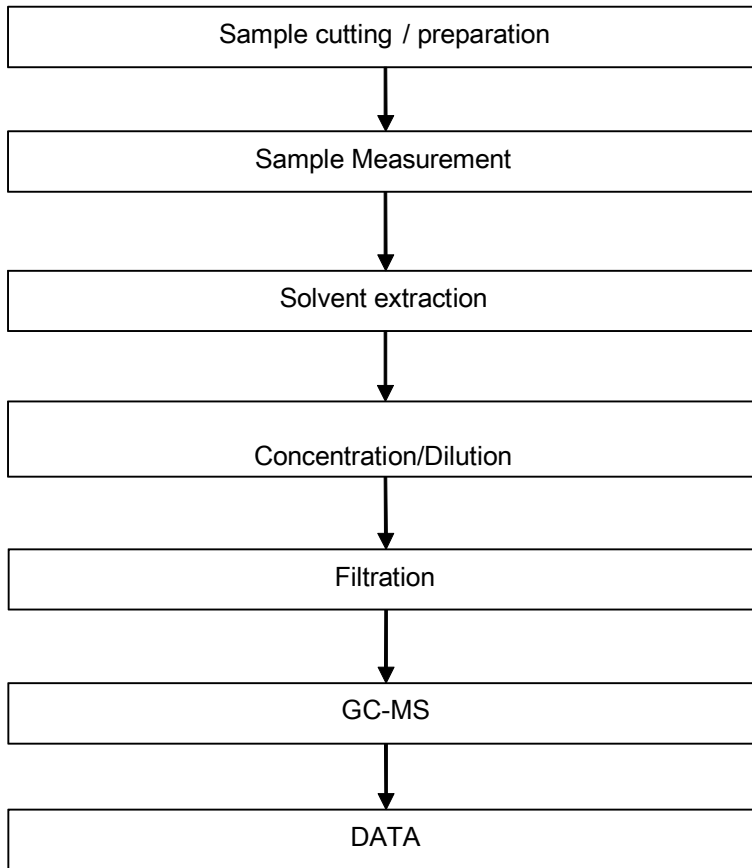 Sample cutting / preparation
Sample Measurement
Solvent extraction
Concentration/Dilution
Filtration
GC-MS
DATA